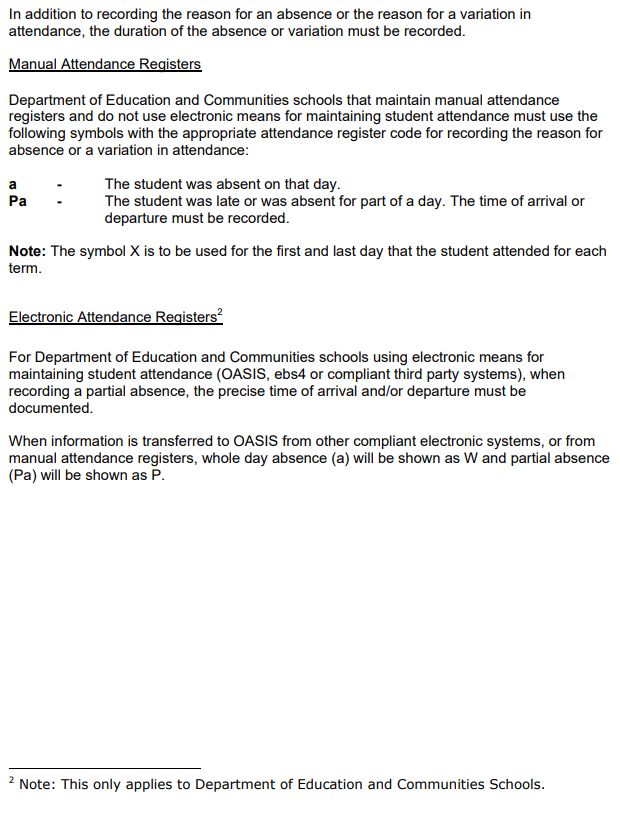 In addition to recording the reason for an absence or the reason for a variation in
attendance, the duration of the absence or variation must be recorded.
Manual Attendance Registers
Department of Education and Communities schools that maintain manual attendance
registers and do not use electronic means for maintaining student attendance must use the
following symbols with the appropriate attendance register code for recording the reason for
absence or a variation in attendance:
a - The student was absent on that day.
Pa - The student was late or was absent for part of a day. The time of arrival or
departure must be recorded.
Note: The symbol X is to be used for the first and last day that the student attended for each
term.
Electronic Attendance Registers2
For Department of Education and Communities schools using electronic means for
maintaining student attendance (OASIS, ebs4 or compliant third party systems), when
recording a partial absence, the precise time of arrival and/or departure must be
documented.
When information is transferred to OASIS from other compliant electronic systems, or from
manual attendance registers, whole day absence (a) will be shown as W and partial absence
(Pa) will be shown as P.
2 Note: This only applies to Department of Education and Communities Schools.